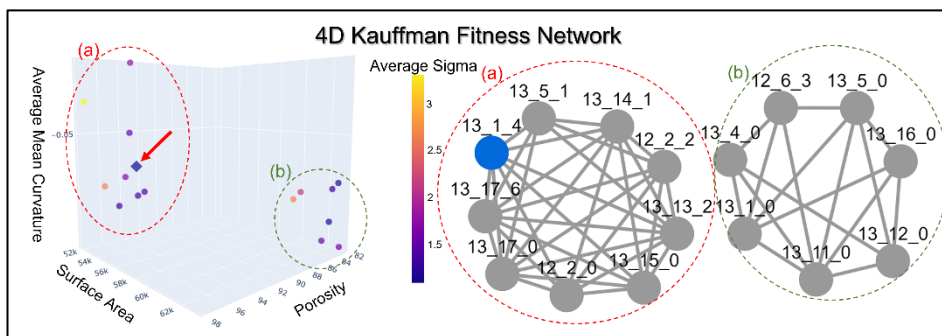 4D Kauffman Fitness Network
(a)
Average Sigma
3
2.5
2
1.5
Average Mean Curvature
-0.05
(b)
52k
54k
56k
58k
60k
62k
Surface Area
98
96
94
92
90
88
86
84
82
Porosity
(a)
13_5_1
13_14_1
13_1_4
12_2_2
13_17_6
13_13_2
13_17_0
13_15_0
12_2_0
(b)
12_6_3
13_5_0
13_4_0
13_16_0
13_1_0
13_12_0
13_11_0